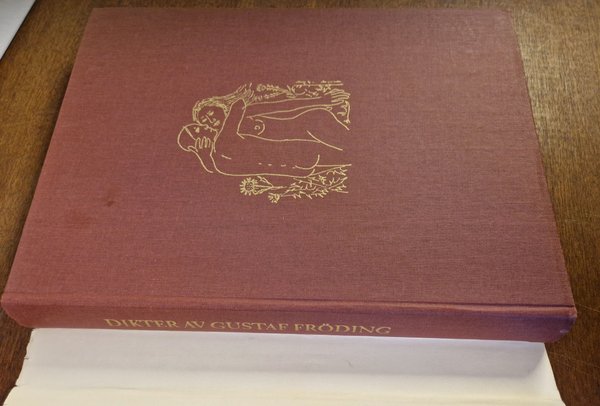 DIKTER AV GUSTAF FRÖDING